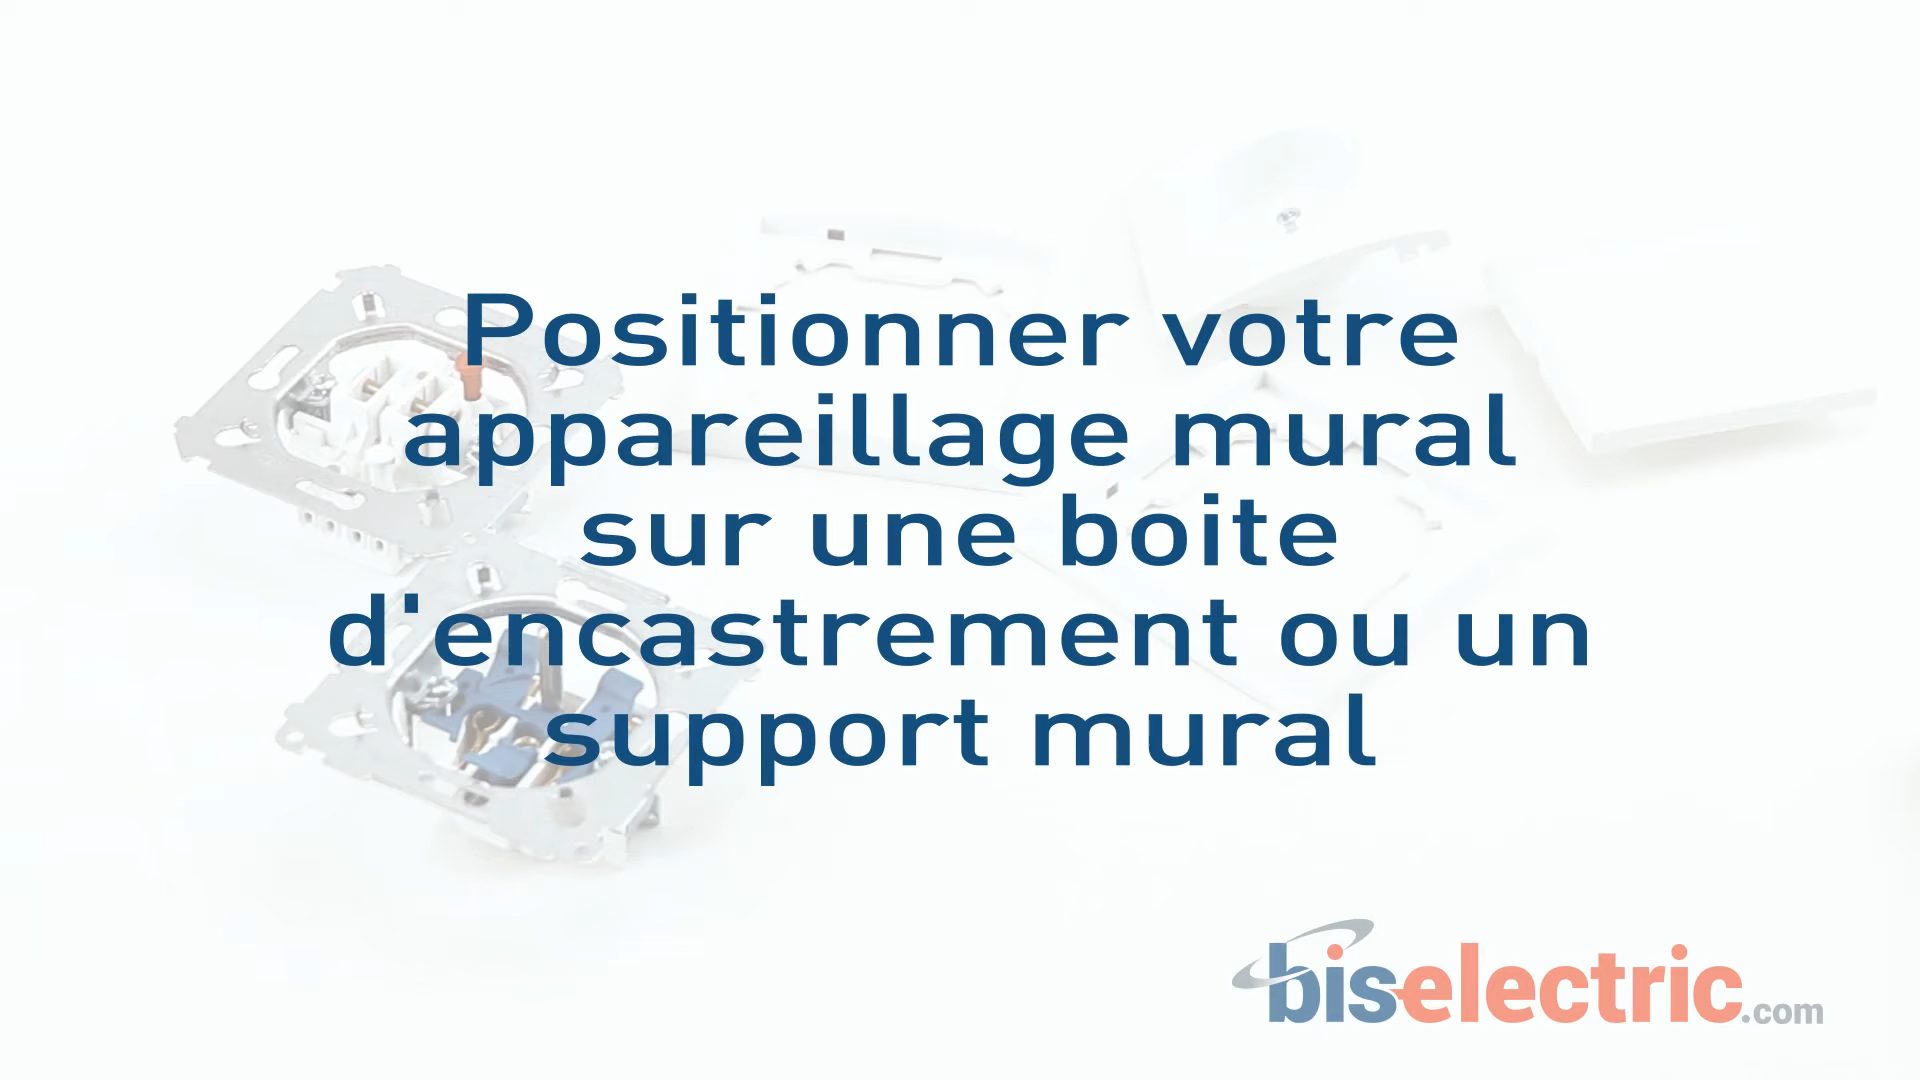 Positionner votre
appareillage mural
sur une boite
d'encastrement ou un
support mural
biselectric.com